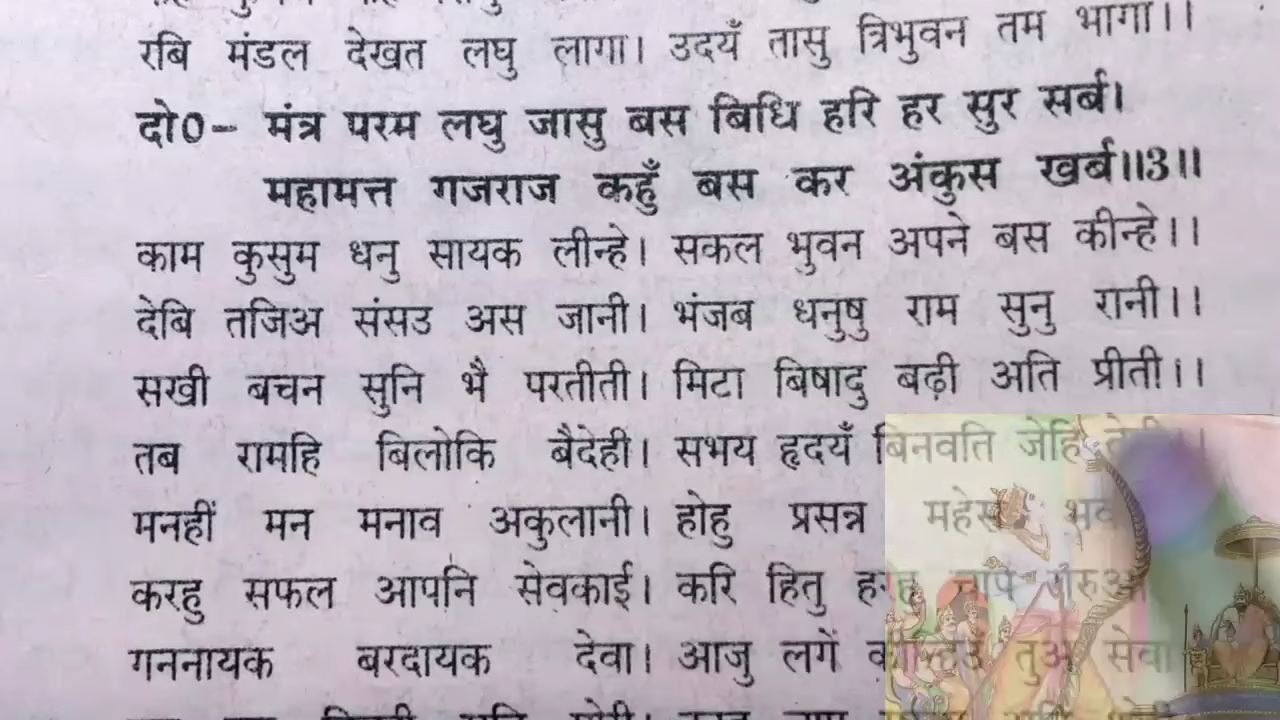 रबि मंडल देखत लघु लागा। उदयँ तासु त्रिभुवन तम भागा।।
दो0– मंत्र परम लघु जासु बस बिधि हरि हर सुर सर्ब।
महामत्त गजराज कहुँ बस कर अंकुस खर्ब॥3॥
काम कुसुम धनु सायक लीन्हे। सकल भुवन अपने बस कीन्हे।।
देबि तजिअ संसउ अस जानी। भंजब धनुषु राम सुनु रानी।।
सखी बचन सुनि भै परतीती। मिटा बिषादु बढ़ी अति प्रीती।।
तब रामहि बिलोकि बैदेही। सभय हृदयँ बिनवति जेहि
मनहीं मन मनाव अकुलानी। होहु प्रसन्न
करहु सफल आपनि सेवकाई। करि हितु हरहु चाप
गननायक बरदायक देवा। आजु लगें तुअ सेवा